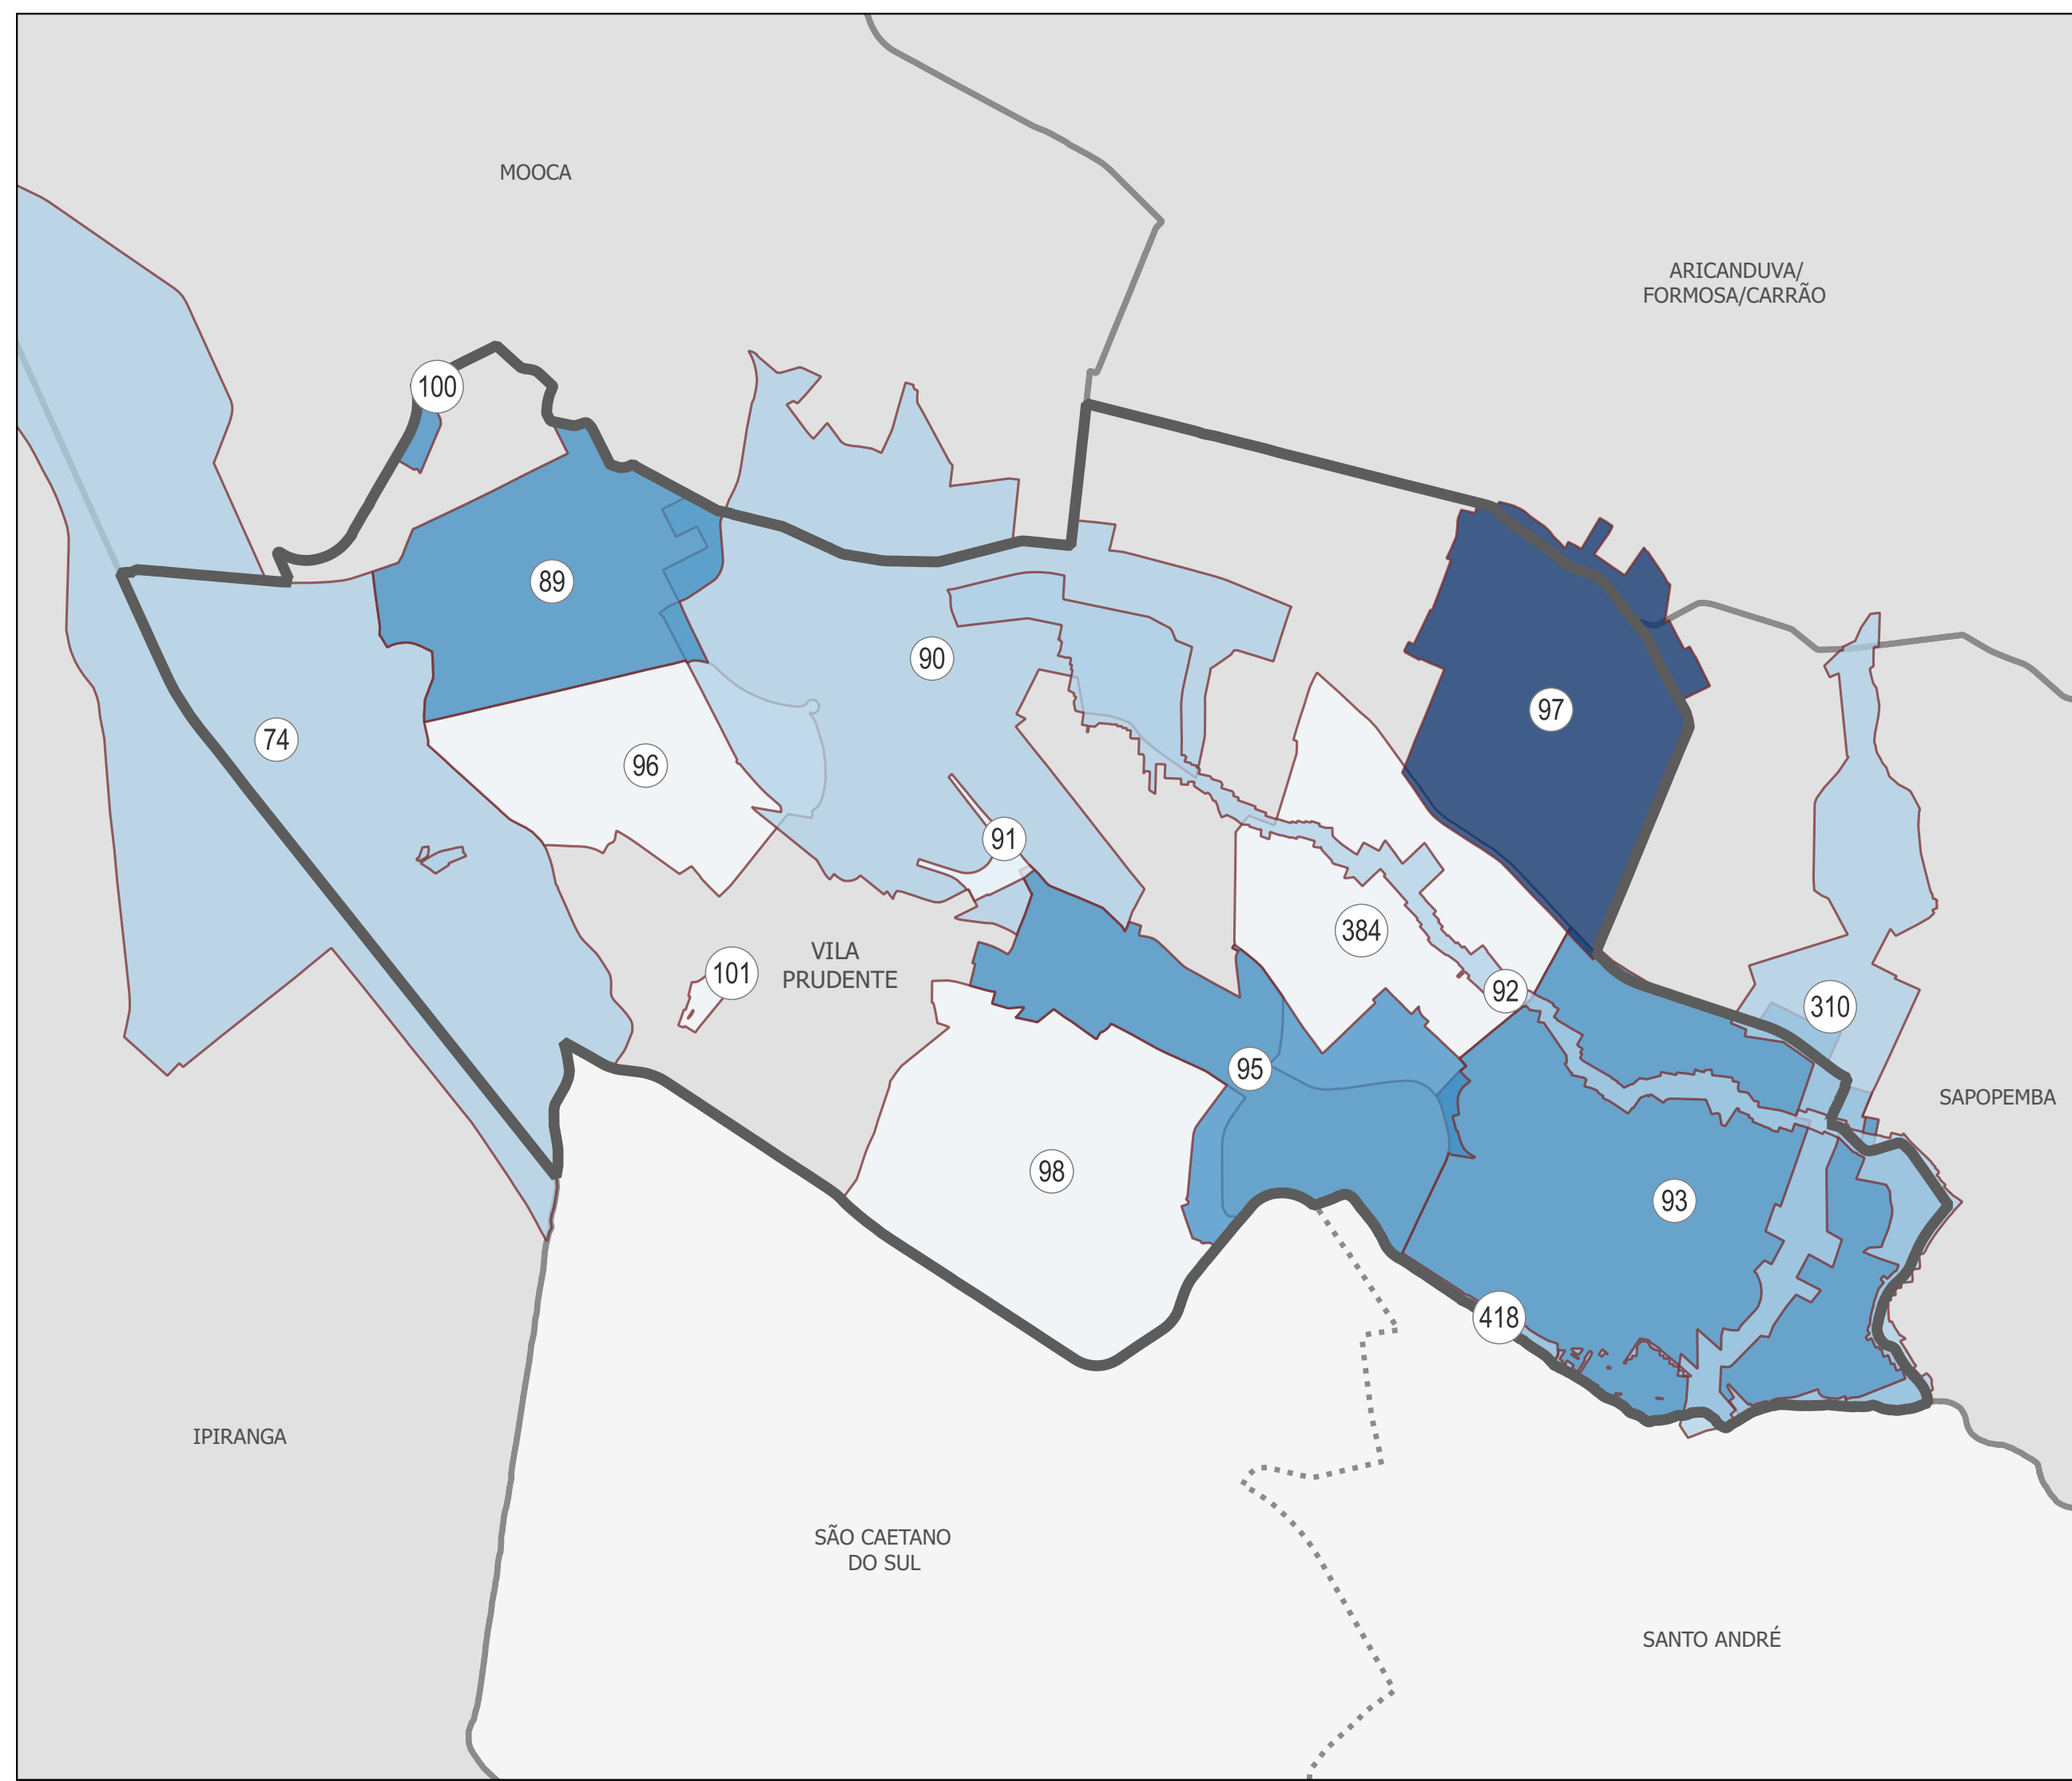 MOOCA
ARICANDUVA/
FORMOSA/CARRÃO
100
89
90
97
74
96
91
384
VILA
PRUDENTE
101
92
310
95
SAPOPEMBA
98
93
418
IPIRANGA
SÃO CAETANO
DO SUL
SANTO ANDRÉ